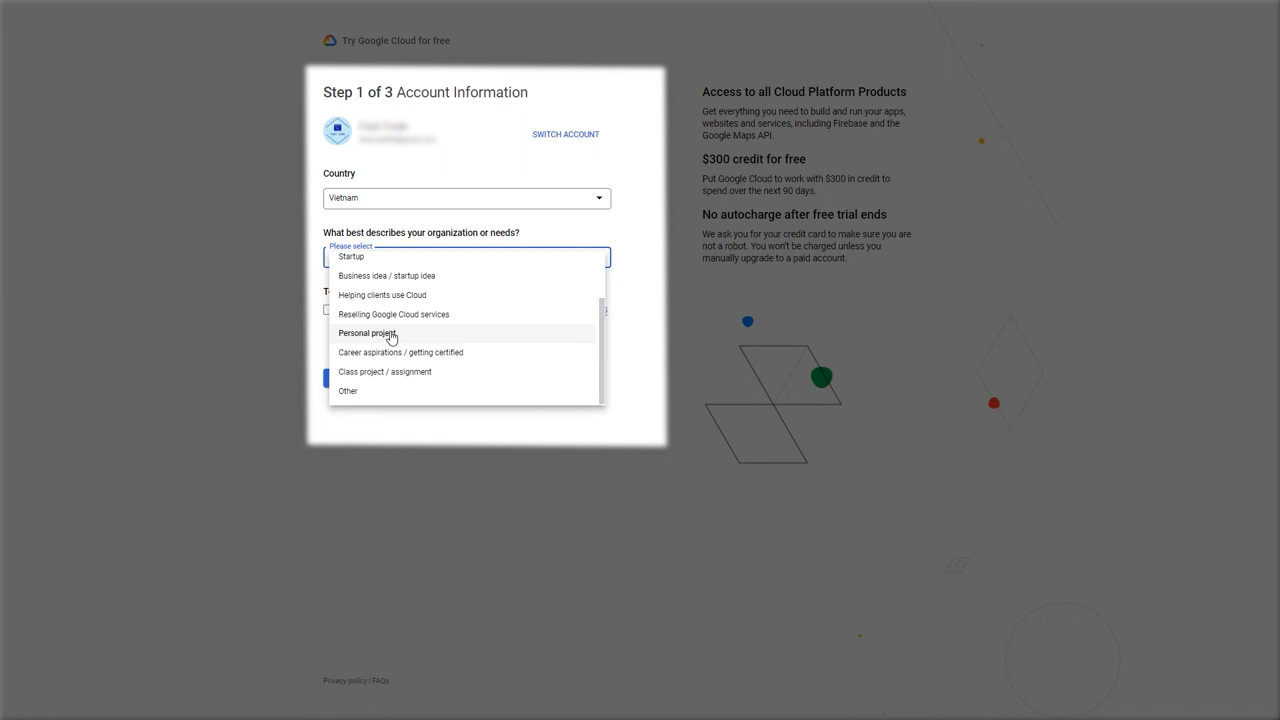 Try Google Cloud for free
Step 1 of 3 Account Information
SWITCH ACCOUNT
Country
Vietnam
What best describes your organization or needs?
Please select
Startup
Business idea / startup idea
Helping clients use Cloud
Reselling Google Cloud services
Personal project
Career aspirations / getting certified
Class project / assignment
Other
Access to all Cloud Platform Products
Get everything you need to build and run your apps,
websites and services, including Firebase and the
Google Maps API.
$300 credit for free
Put Google Cloud to work with $300 in credit to
spend over the next 90 days.
No autocharge after free trial ends
We ask you for your credit card to make sure you are
not a robot. You won't be charged unless you
manually upgrade to a paid account.
Privacy policy | FAQs